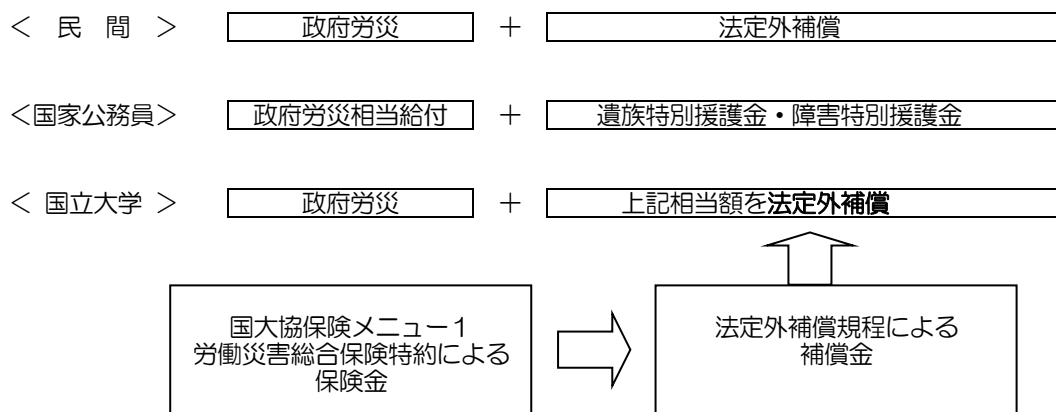 ＜ 民 間 ＞ 政府労災 ＋ 法定外補償
＜国家公務員＞ 政府労災相当給付 ＋ 遺族特別援護金・障害特別援護金
＜ 国立大学 ＞ 政府労災 ＋ 上記相当額を法定外補償
国大協保険メニュー１
労働災害総合保険特約による
保険金
法定外補償規程による
補償金